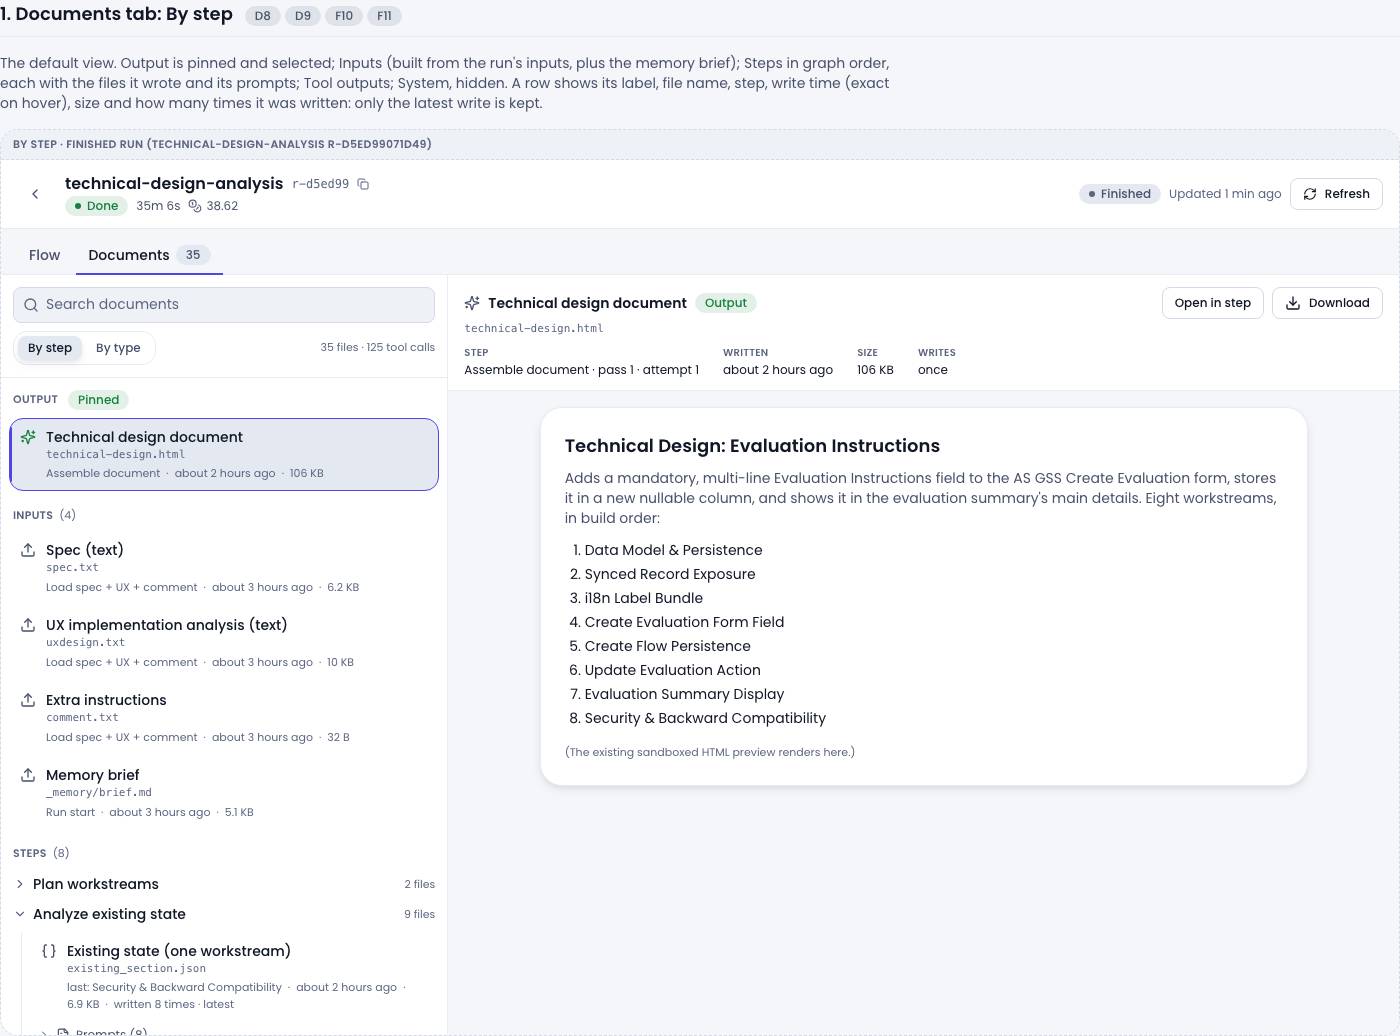 1. Documents tab: By step D8 D9 F10 F11
The default view. Output is pinned and selected; Inputs (built from the run's inputs, plus the memory brief); Steps in graph order,
each with the files it wrote and its prompts; Tool outputs; System, hidden. A row shows its label, file name, step, write time (exact
on hover), size and how many times it was written: only the latest write is kept.
BY STEP · FINISHED RUN (TECHNICAL-DESIGN-ANALYSIS R-D5ED99071D49)
technical-design-analysis r-d5ed99
Done 35m 6s 38.62
Finished Updated 1 min ago Refresh
Flow Documents 35
Search documents
By step By type 35 files · 125 tool calls
OUTPUT Pinned
Technical design document
technical-design.html
Assemble document · about 2 hours ago · 106 KB
INPUTS (4)
Spec (text)
spec.txt
Load spec + UX + comment · about 3 hours ago · 6.2 KB
UX implementation analysis (text)
uxdesign.txt
Load spec + UX + comment · about 3 hours ago · 10 KB
Extra instructions
comment.txt
Load spec + UX + comment · about 3 hours ago · 32 B
Memory brief
_memory/brief.md
Run start · about 3 hours ago · 5.1 KB
STEPS (8)
Plan workstreams 2 files
Analyze existing state 9 files
{ } Existing state (one workstream)
existing_section.json
last: Security & Backward Compatibility · about 2 hours ago ·
6.9 KB · written 8 times · latest
Prompts (8)
Technical design document Output
Open in step Download
technical-design.html
STEP WRITTEN SIZE WRITES
Assemble document · pass 1 · attempt 1 about 2 hours ago 106 KB once
Technical Design: Evaluation Instructions
Adds a mandatory, multi-line Evaluation Instructions field to the AS GSS Create Evaluation form, stores
it in a new nullable column, and shows it in the evaluation summary's main details. Eight workstreams,
in build order:
1. Data Model & Persistence
2. Synced Record Exposure
3. i18n Label Bundle
4. Create Evaluation Form Field
5. Create Flow Persistence
6. Update Evaluation Action
7. Evaluation Summary Display
8. Security & Backward Compatibility
(The existing sandboxed HTML preview renders here.)